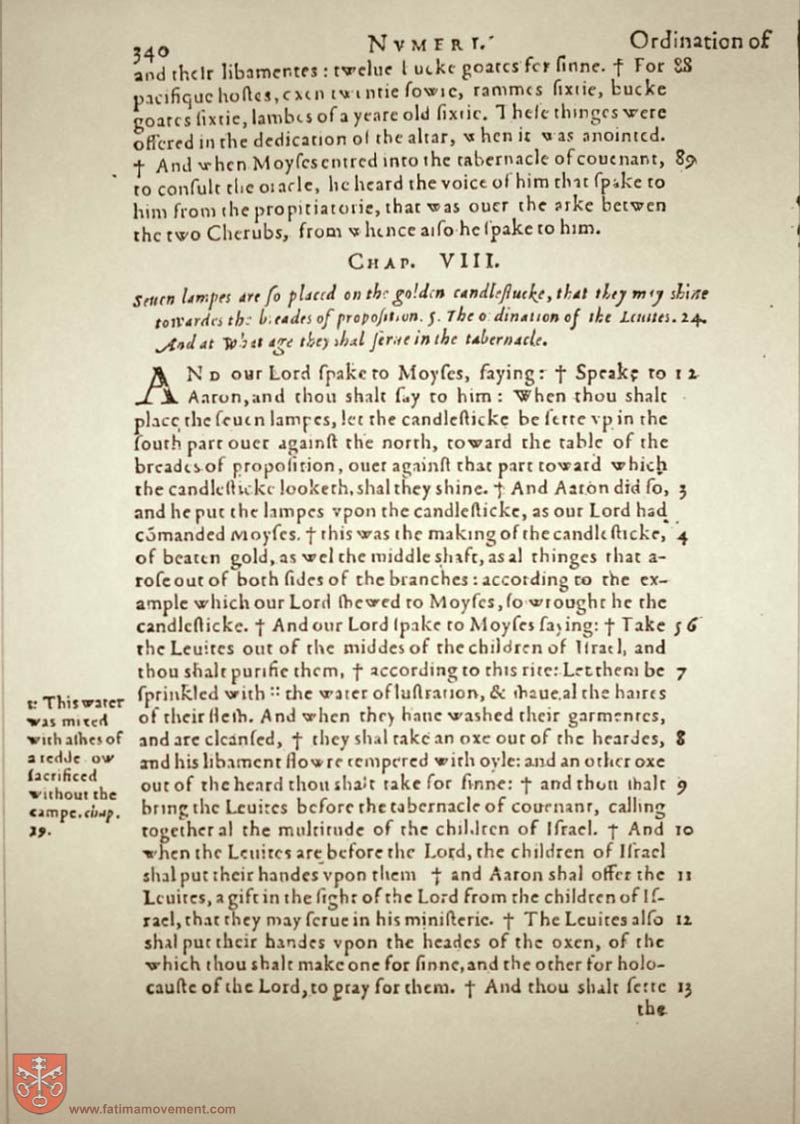 340 NVMERI. Ordination of
and their libamentes : twelue bucke goates for ſinne. † For 88
pacifique hoſtes, oxen twintie fowre, rammes ſixtie, bucke
goates ſixtie, lambes of a yeare old ſixtie. Theſe thinges were
offered in the dedication of the altar, when it was anointed.
† And when Moyſes entred into the tabernacle of couenant, 89
to conſult the oracle, he heard the voice of him that ſpake to
him from the propitiatorie, that was ouer the arke betwen
the two Cherubs, from whence alſo he ſpake to him.
CHAP. VIII.
Seuen lampes are ſo placed on the golden candleſticke, that they may shine
towardes the breades of propoſition. 5. The ordination of the Leuites. 24.
And at what age they shal ſerue in the tabernacle.
AND our Lord ſpake to Moyſes, ſaying: † Speake to 1 2
Aaron, and thou shalt ſay to him : When thou shalt
place the ſeuen lampes, let the candleſticke be ſette vp in the
ſouth part ouer againſt the north, toward the table of the
breades of propoſition, ouer againſt that part toward which
the candleſticke looketh, shal they shine. † And Aaron did ſo, 3
and he put the lampes vpon the candleſticke, as our Lord had
cōmanded Moyſes. † this was the making of the candleſticke, 4
of beaten gold, as wel the middle shaft, as al thinges that a-
roſe out of both ſides of the branches : according to the ex-
ample which our Lord shewed to Moyſes, ſo wrought he the
candleſticke. † And our Lord ſpake to Moyſes ſaying: † Take 5 6
the Leuites out of the middes of the children of Iſrael, and
thou shalt purifie them, † according to this rite: Let them be 7
ſprinkled with :: the water of luſtration, & shaue al the haires
of their flesh. And when they haue washed their garmentes,
and are cleanſed, † they shal take an oxe out of the heardes, 8
and his libament flowre tempered with oyle: and an other oxe
out of the heard thou shalt take for ſinne: † and thou shalt 9
bring the Leuites before the tabernacle of couenant, calling
together al the multitude of the children of Iſrael. † And 10
when the Leuites are before the Lord, the children of Iſrael
shal put their handes vpon them † and Aaron shal offer the 11
Leuites, a gift in the ſight of the Lord from the children of Iſ-
rael, that they may ſerue in his miniſterie. † The Leuites alſo 12
shal put their handes vpon the heades of the oxen, of the
which thou shalt make one for ſinne, and the other for holo-
cauſte of the Lord, to pray for them. † And thou shalt ſette 13
the
:: This water
was mixed
with ashes of
a redde cow
ſacrificed
without the
campe. chap.
19.
www.fatimamovement.com